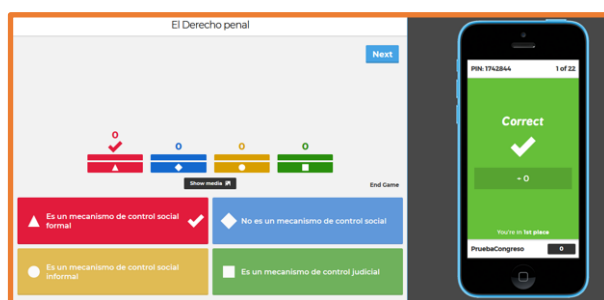 El Derecho penal
Next
0
0
0
0
Show media
End Game
Es un mecanismo de control social
formal
No es un mecanismo de control social
Es un mecanismo de control social
informal
Es un mecanismo de control judicial
PIN: 1742844
1 of 22
Correct
+ 0
You're in 1st place
PruebaCongreso
0